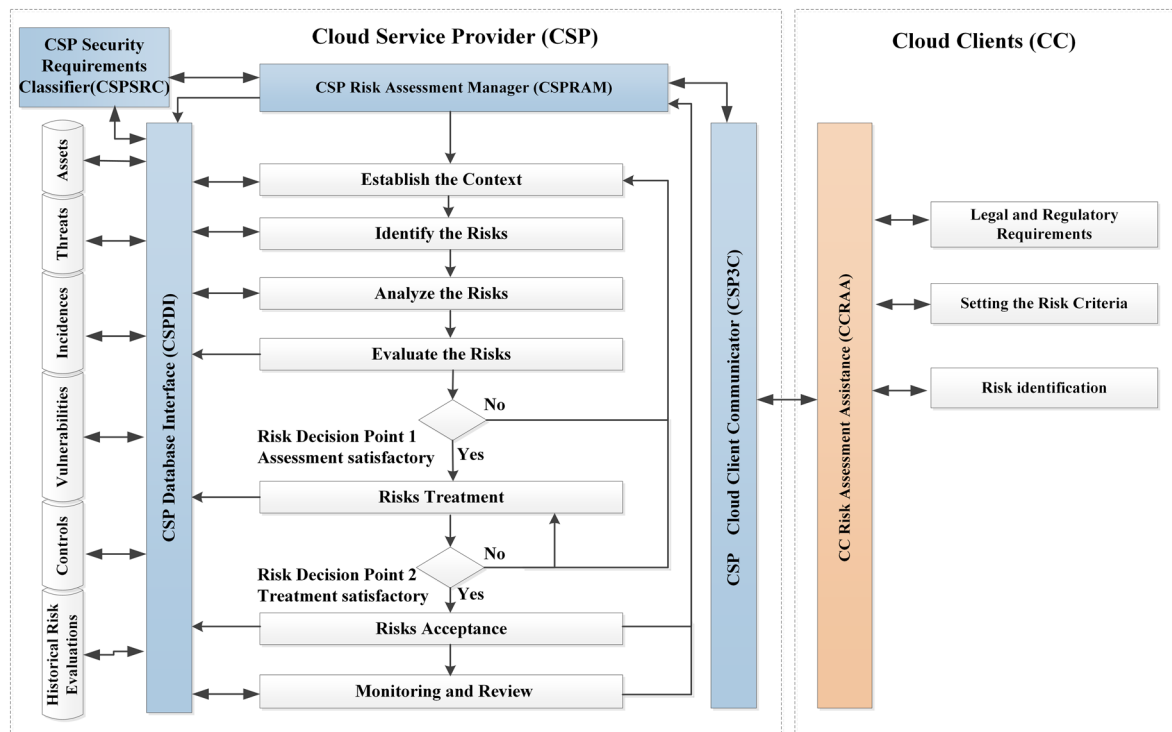 Cloud Service Provider (CSP)
Cloud Clients (CC)
CSP Security
Requirements
Classifier(CSPSRC)
CSP Risk Assessment Manager (CSPRAM)
Assets
Threats
Incidences
Vulnerabilities
Controls
Historical Risk
Evaluations
CSP Database Interface (CSPDI)
Establish the Context
Identify the Risks
Analyze the Risks
Evaluate the Risks
No
Risk Decision Point 1
Assessment satisfactory
Yes
Risks Treatment
No
Risk Decision Point 2
Treatment satisfactory
Yes
Risks Acceptance
Monitoring and Review
CSP Cloud Client Communicator (CSP3C)
CC Risk Assessment Assistance (CCRAA)
Legal and Regulatory
Requirements
Setting the Risk Criteria
Risk identification